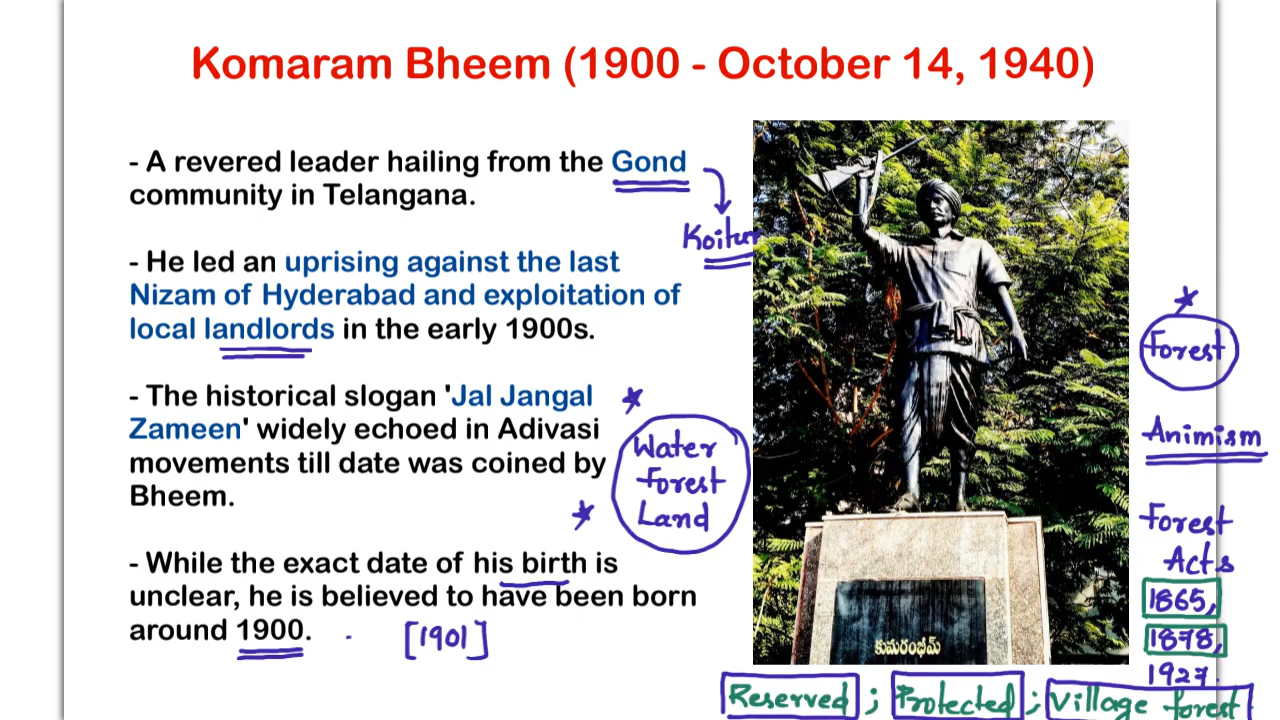 Komaram Bheem (1900 - October 14, 1940)
- A revered leader hailing from the Gond
community in Telangana.
Koitur
- He led an uprising against the last
Nizam of Hyderabad and exploitation of
local landlords in the early 1900s.
- The historical slogan 'Jal Jangal
Zameen' widely echoed in Adivasi
movements till date was coined by
Bheem.
Water
Forest
Land
- While the exact date of his birth is
unclear, he is believed to have been born
around 1900. [1901]
కుమరంభీమ్
Forest
Animism
Forest
Acts
1865,
1878,
1927.
Reserved ; Protected ; Village forest